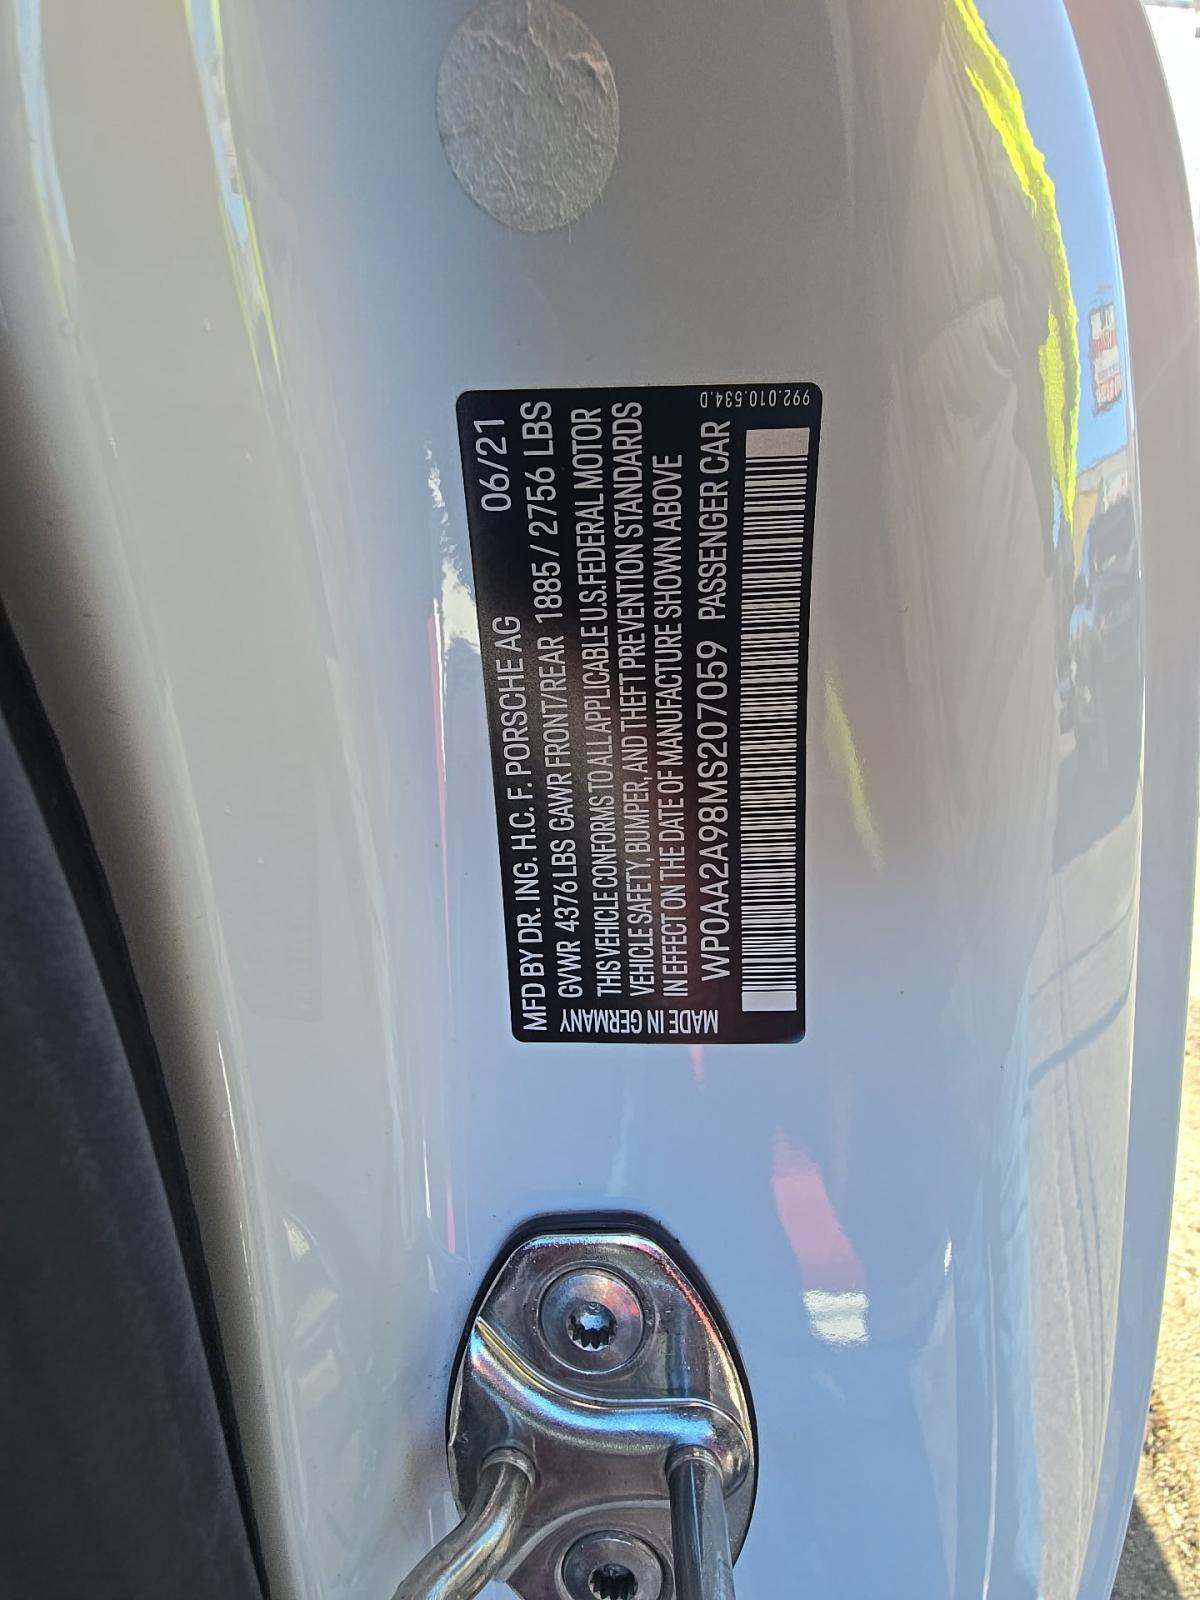 MFD BY DR. ING. H.C. F. PORSCHE AG 06/21
GVWR 4376 LBS GAWR FRONT/REAR 1885 / 2756 LBS
THIS VEHICLE CONFORMS TO ALL APPLICABLE U.S. FEDERAL MOTOR
VEHICLE SAFETY, BUMPER, AND THEFT PREVENTION STANDARDS
IN EFFECT ON THE DATE OF MANUFACTURE SHOWN ABOVE
WP0AA2A98MS207059 PASSENGER CAR
MADE IN GERMANY
992.010.534.D